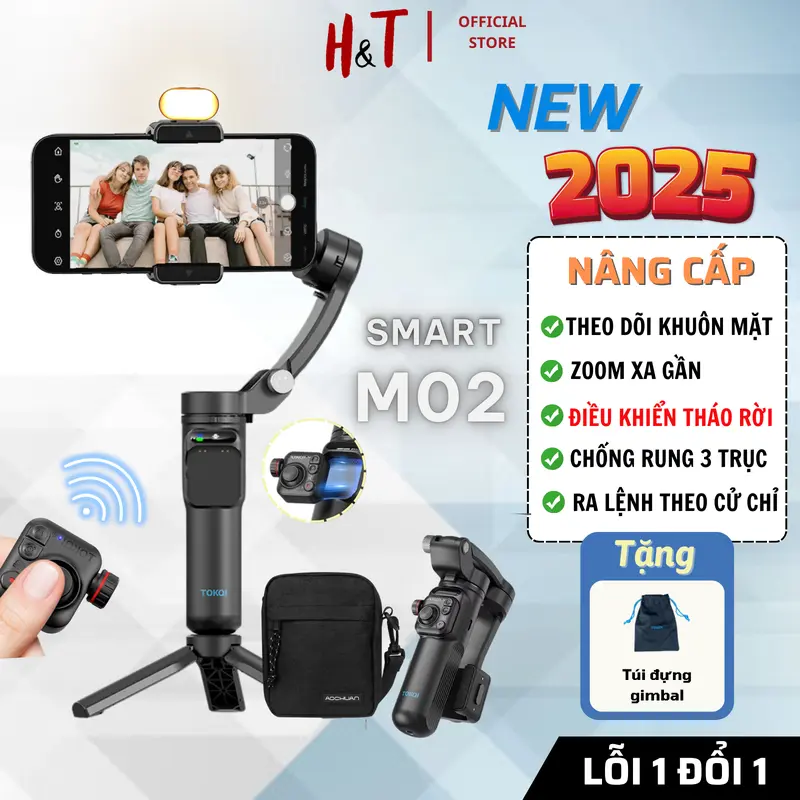 H&T
OFFICIAL
STORE
NEW
2025
NÂNG CẤP
THEO DÕI KHUÔN MẶT
ZOOM XA GẦN
ĐIỀU KHIỂN THÁO RỜI
CHỐNG RUNG 3 TRỤC
RA LỆNH THEO CỬ CHỈ
SMART
M02
TOKQI
AOCHUAN
TOKQI
Tặng
Túi đựng
gimbal
LỖI 1 ĐỔI 1